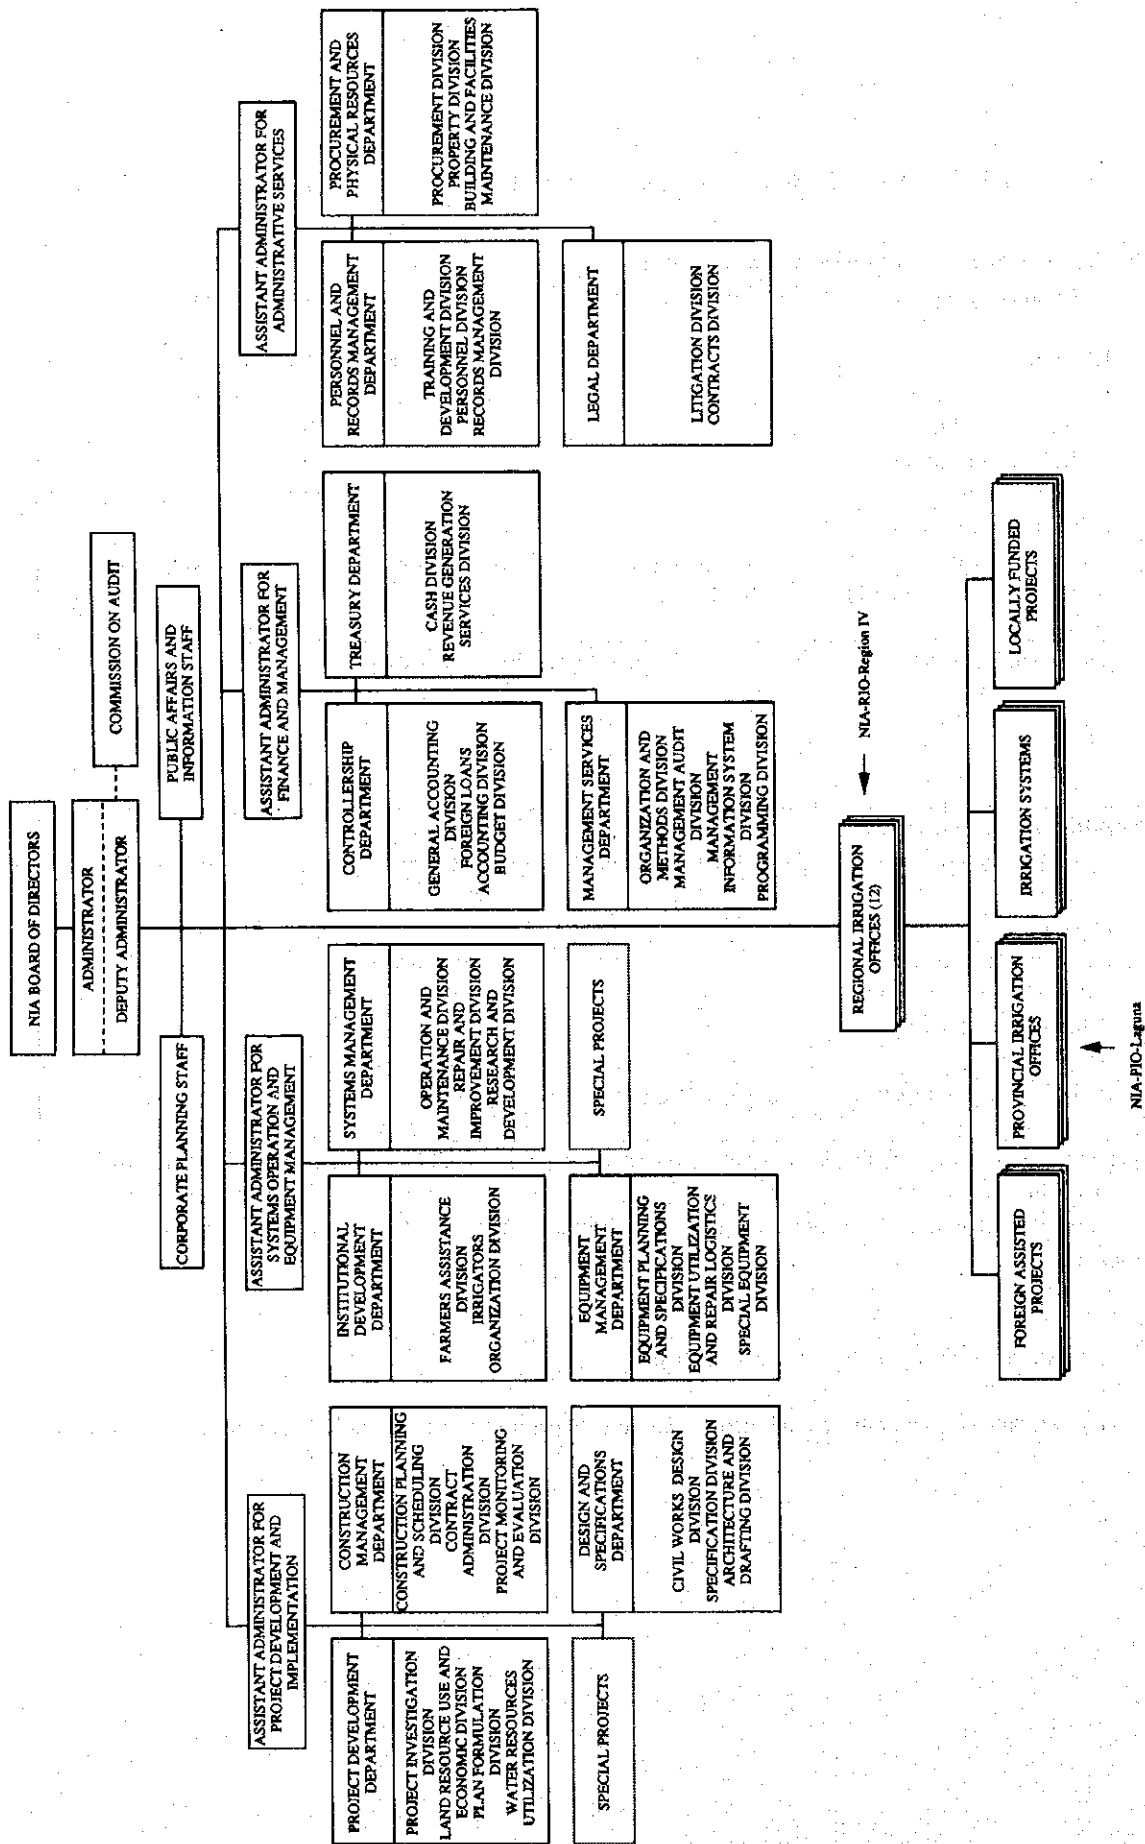 NIA BOARD OF DIRECTORS
ADMINISTRATOR
DEPUTY ADMINISTRATOR
COMMISSION ON AUDIT
CORPORATE PLANNING STAFF
PUBLIC AFFAIRS AND
INFORMATION STAFF
ASSISTANT ADMINISTRATOR FOR
PROJECT DEVELOPMENT AND
IMPLEMENTATION
ASSISTANT ADMINISTRATOR FOR
SYSTEMS OPERATION AND
EQUIPMENT MANAGEMENT
ASSISTANT ADMINISTRATOR FOR
FINANCE AND MANAGEMENT
ASSISTANT ADMINISTRATOR FOR
ADMINISTRATIVE SERVICES
PROJECT DEVELOPMENT
DEPARTMENT
PROJECT INVESTIGATION
DIVISION
LAND RESOURCE USE AND
ECONOMIC DIVISION
PLAN FORMULATION
DIVISION
WATER RESOURCES
UTILIZATION DIVISION
CONSTRUCTION
MANAGEMENT
DEPARTMENT
CONSTRUCTION PLANNING
AND SCHEDULING
DIVISION
CONTRACT
ADMINISTRATION
DIVISION
PROJECT MONITORING
AND EVALUATION
DIVISION
INSTITUTIONAL
DEVELOPMENT
DEPARTMENT
FARMERS ASSISTANCE
DIVISION
IRRIGATORS
ORGANIZATION DIVISION
SYSTEMS MANAGEMENT
DEPARTMENT
OPERATION AND
MAINTENANCE DIVISION
REPAIR AND
IMPROVEMENT DIVISION
RESEARCH AND
DEVELOPMENT DIVISION
CONTROLLERSHIP
DEPARTMENT
GENERAL ACCOUNTING
DIVISION
FOREIGN LOANS
ACCOUNTING DIVISION
BUDGET DIVISION
TREASURY DEPARTMENT
CASH DIVISION
REVENUE GENERATION
SERVICES DIVISION
PERSONNEL AND
RECORDS MANAGEMENT
DEPARTMENT
TRAINING AND
DEVELOPMENT DIVISION
PERSONNEL DIVISION
RECORDS MANAGEMENT
DIVISION
PROCUREMENT AND
PHYSICAL RESOURCES
DEPARTMENT
PROCUREMENT DIVISION
PROPERTY DIVISION
BUILDING AND FACILITIES
MAINTENANCE DIVISION
SPECIAL PROJECTS
DESIGN AND
SPECIFICATIONS
DEPARTMENT
CIVIL WORKS DESIGN
DIVISION
SPECIFICATION DIVISION
ARCHITECTURE AND
DRAFTING DIVISION
EQUIPMENT
MANAGEMENT
DEPARTMENT
EQUIPMENT PLANNING
AND SPECIFICATIONS
DIVISION
EQUIPMENT UTILIZATION
AND REPAIR LOGISTICS
DIVISION
SPECIAL EQUIPMENT
DIVISION
SPECIAL PROJECTS
MANAGEMENT SERVICES
DEPARTMENT
ORGANIZATION AND
METHODS DIVISION
MANAGEMENT AUDIT
DIVISION
MANAGEMENT
INFORMATION SYSTEM
DIVISION
PROGRAMMING DIVISION
LEGAL DEPARTMENT
LITIGATION DIVISION
CONTRACTS DIVISION
REGIONAL IRRIGATION
OFFICES (12)
NIA-RIO-Region IV
FOREIGN ASSISTED
PROJECTS
PROVINCIAL IRRIGATION
OFFICES
IRRIGATION SYSTEMS
LOCALLY FUNDED
PROJECTS
NIA-PIO-Laguna